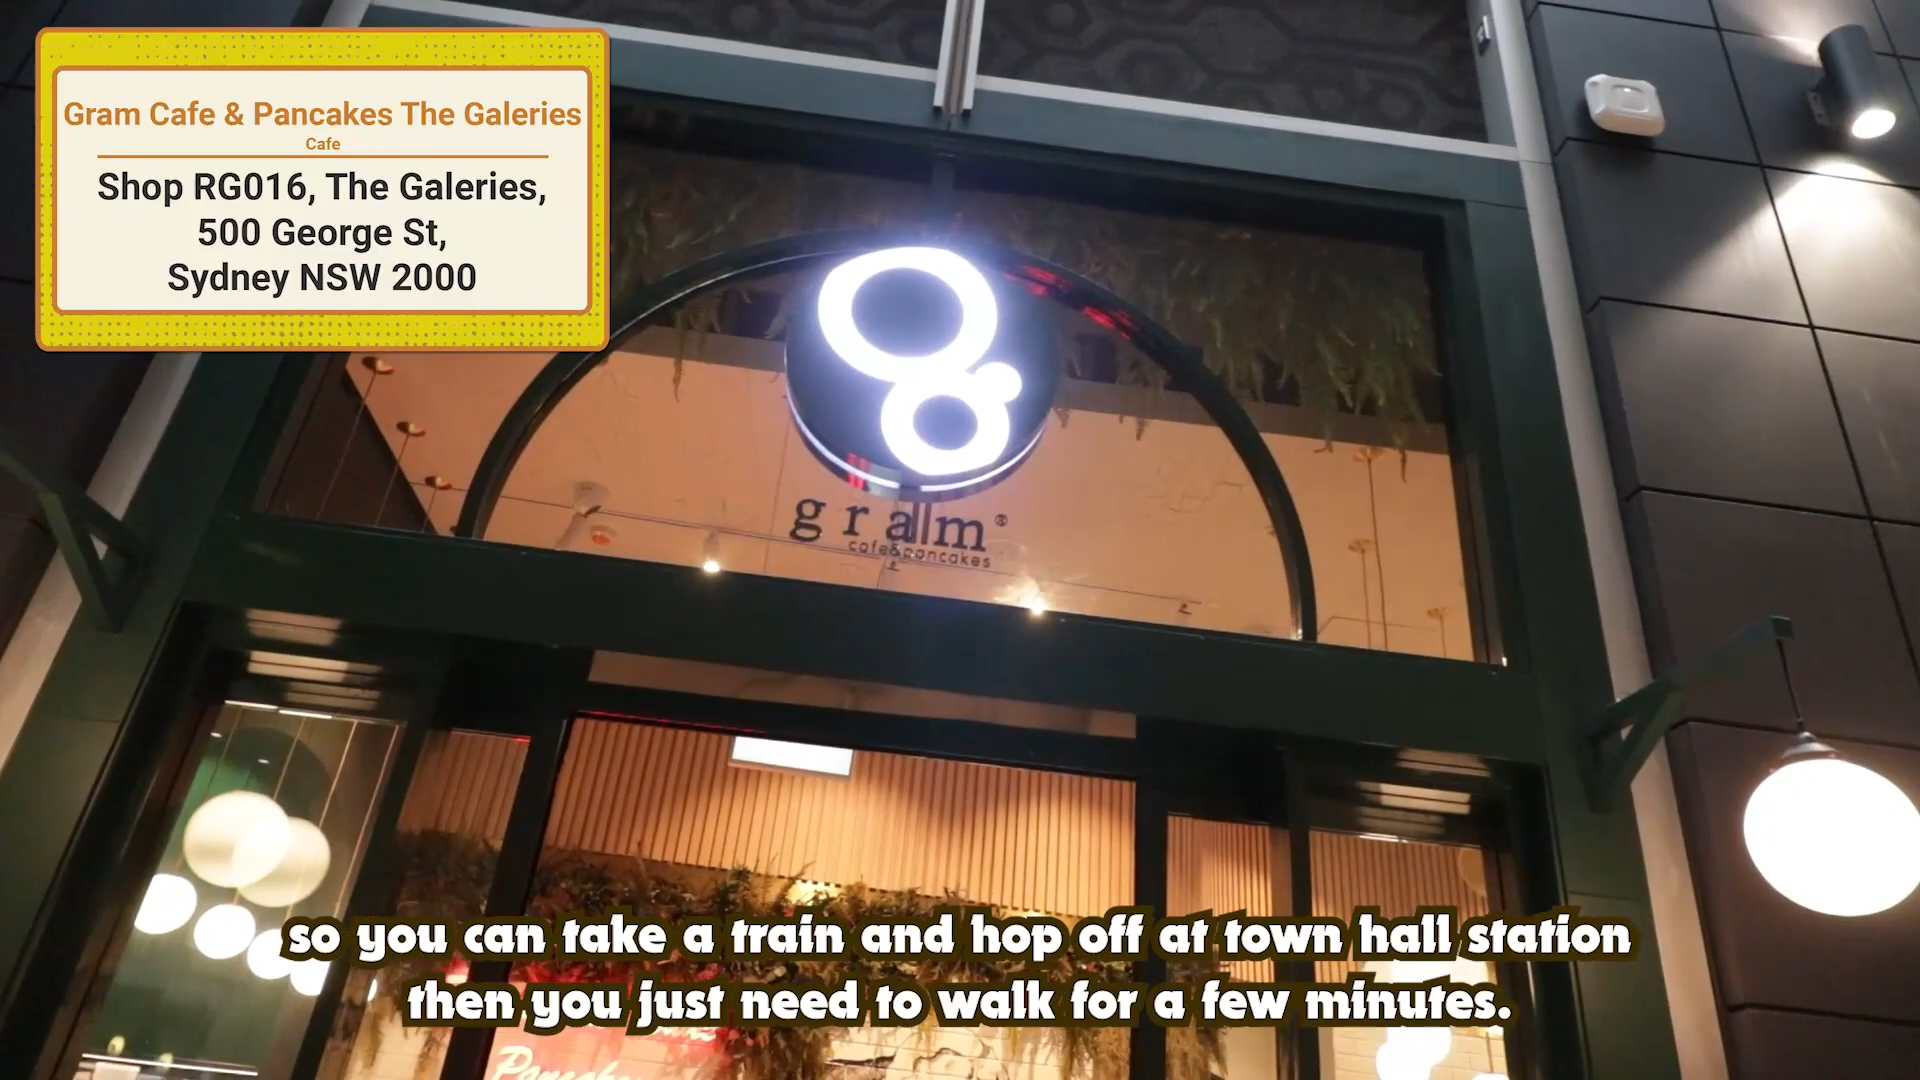 Gram Cafe & Pancakes The Galeries
Cafe
Shop RG016, The Galeries,
500 George St,
Sydney NSW 2000
gram®
cafe&pancakes
so you can take a train and hop off at town hall station
then you just need to walk for a few minutes.
Pancakes